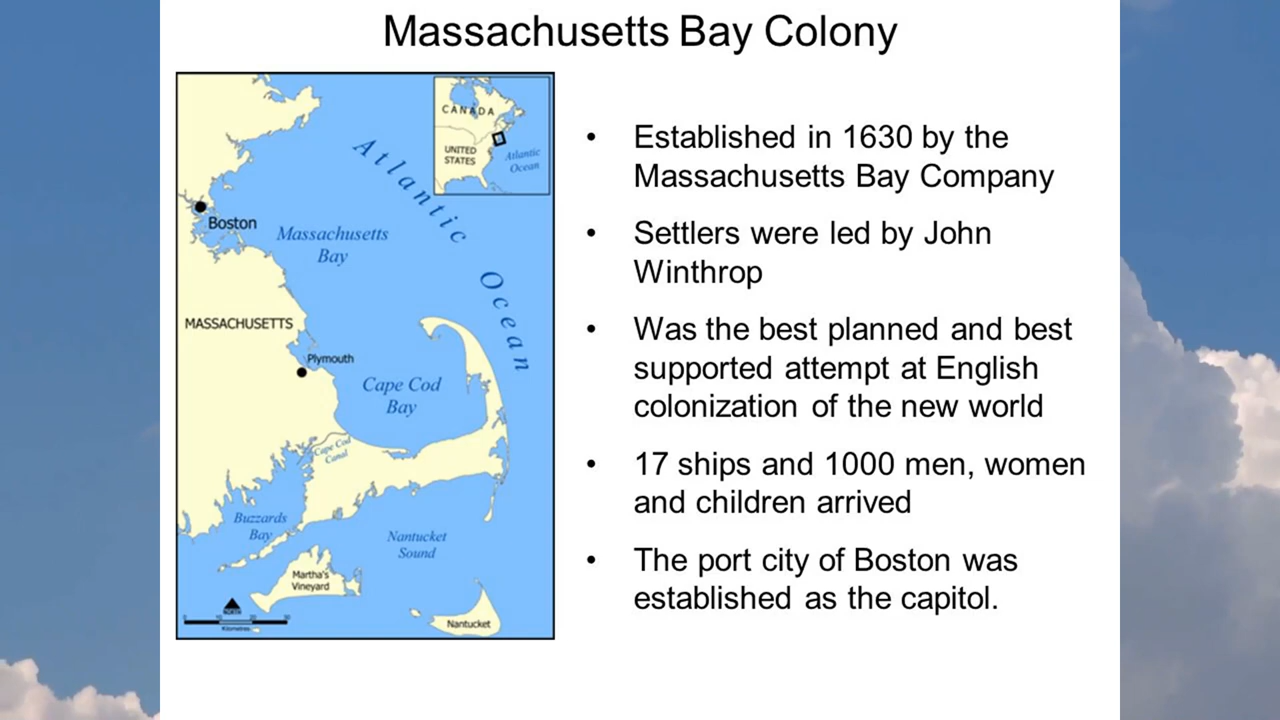 Massachusetts Bay Colony
CANADA
UNITED
STATES
Atlantic
Ocean
Atlantic
Ocean
Boston
Massachusetts
Bay
MASSACHUSETTS
Plymouth
Cape Cod
Bay
Cape Cod
Canal
Buzzards
Bay
Nantucket
Sound
Martha's
Vineyard
NORTH
Kilometres
Nantucket
• Established in 1630 by the
Massachusetts Bay Company
• Settlers were led by John
Winthrop
• Was the best planned and best
supported attempt at English
colonization of the new world
• 17 ships and 1000 men, women
and children arrived
• The port city of Boston was
established as the capitol.